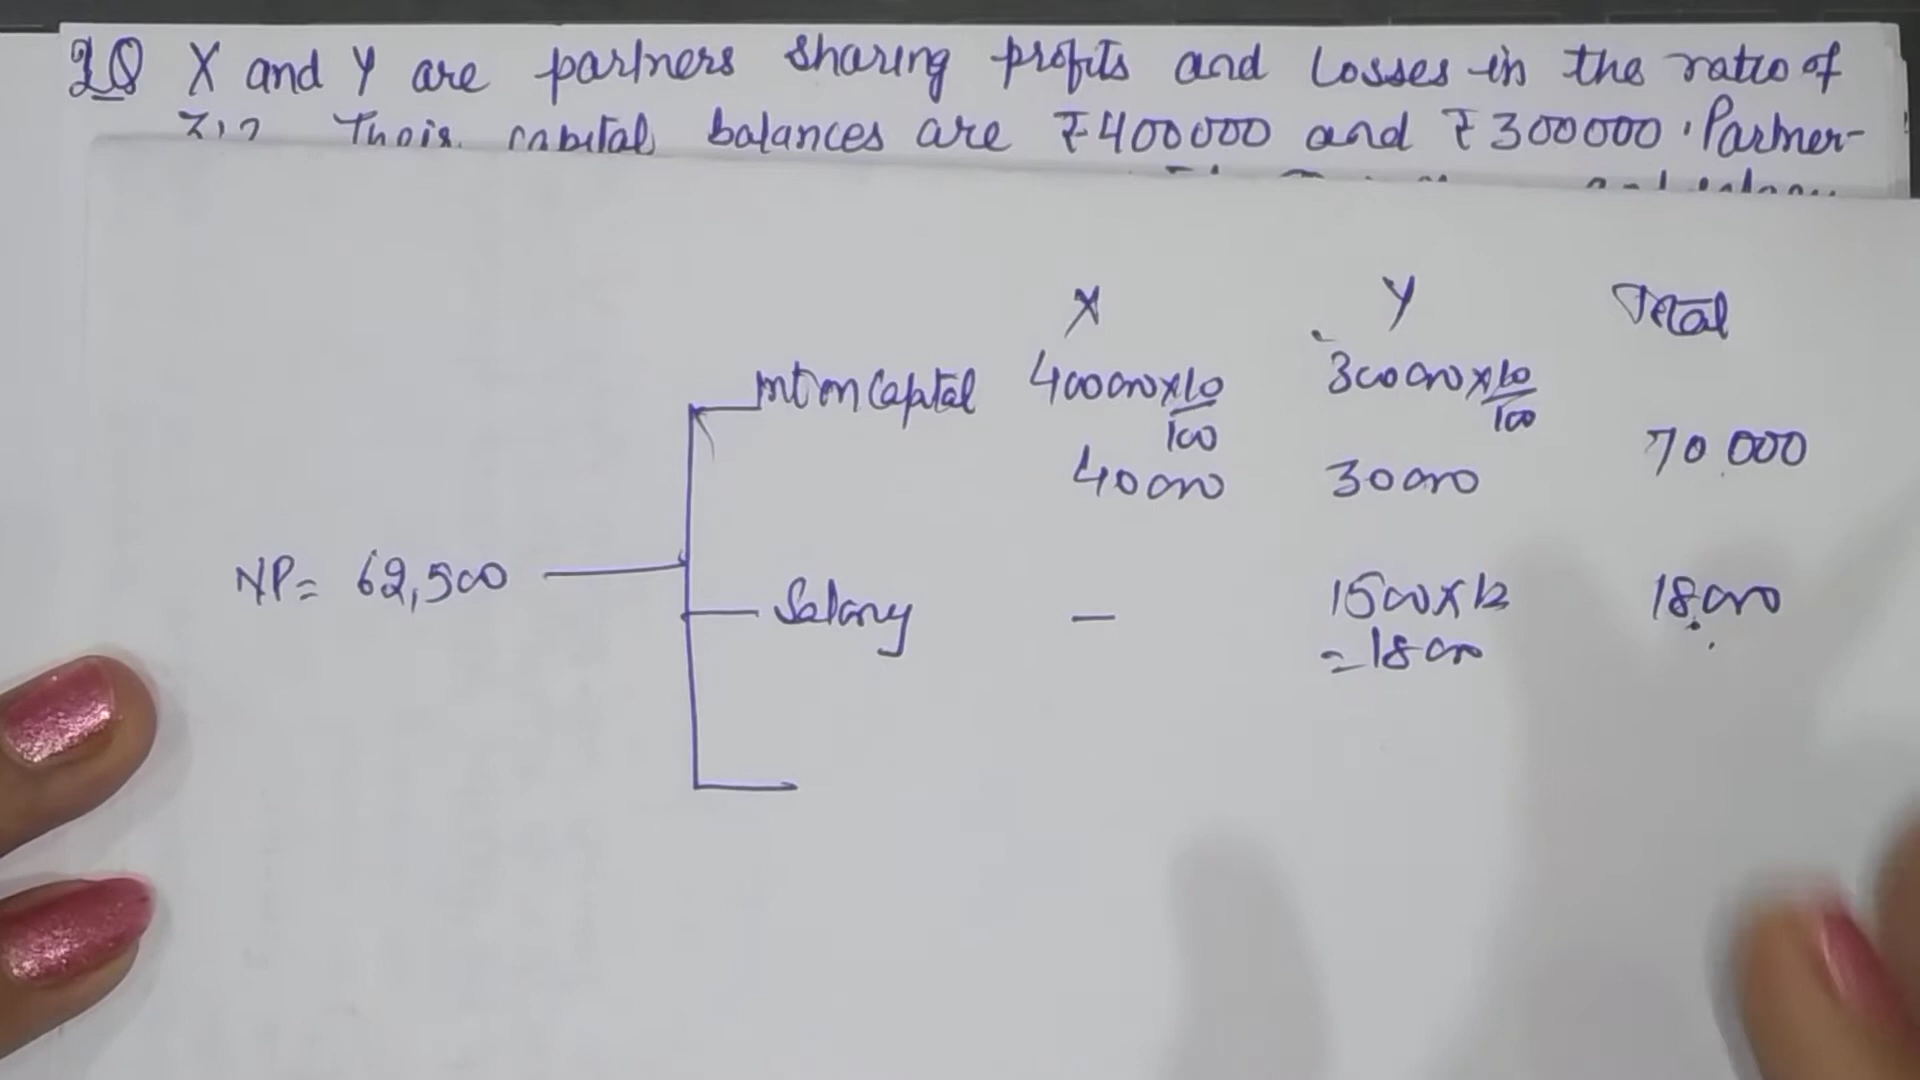 2Q X and Y are partners sharing profits and Losses in the ratio of
Their capital balances are ₹400000 and ₹300000. Partner-
X Y Total
Int on Capital 400000×10/100 300000×10/100
40000 30000 70000
NP= 62,500
Salary — 1500×12 18000
=18000